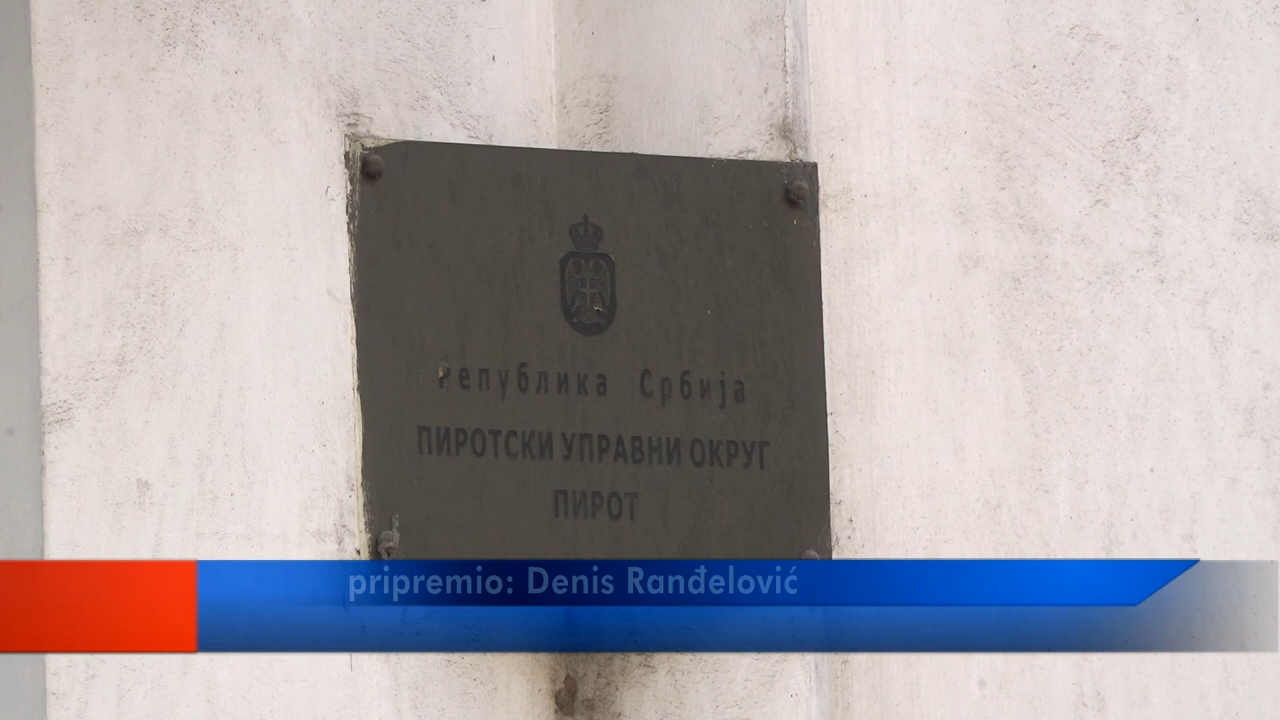 Република Србија
ПИРОТСКИ УПРАВНИ ОКРУГ
ПИРОТ
pripremio: Denis Ranđelović